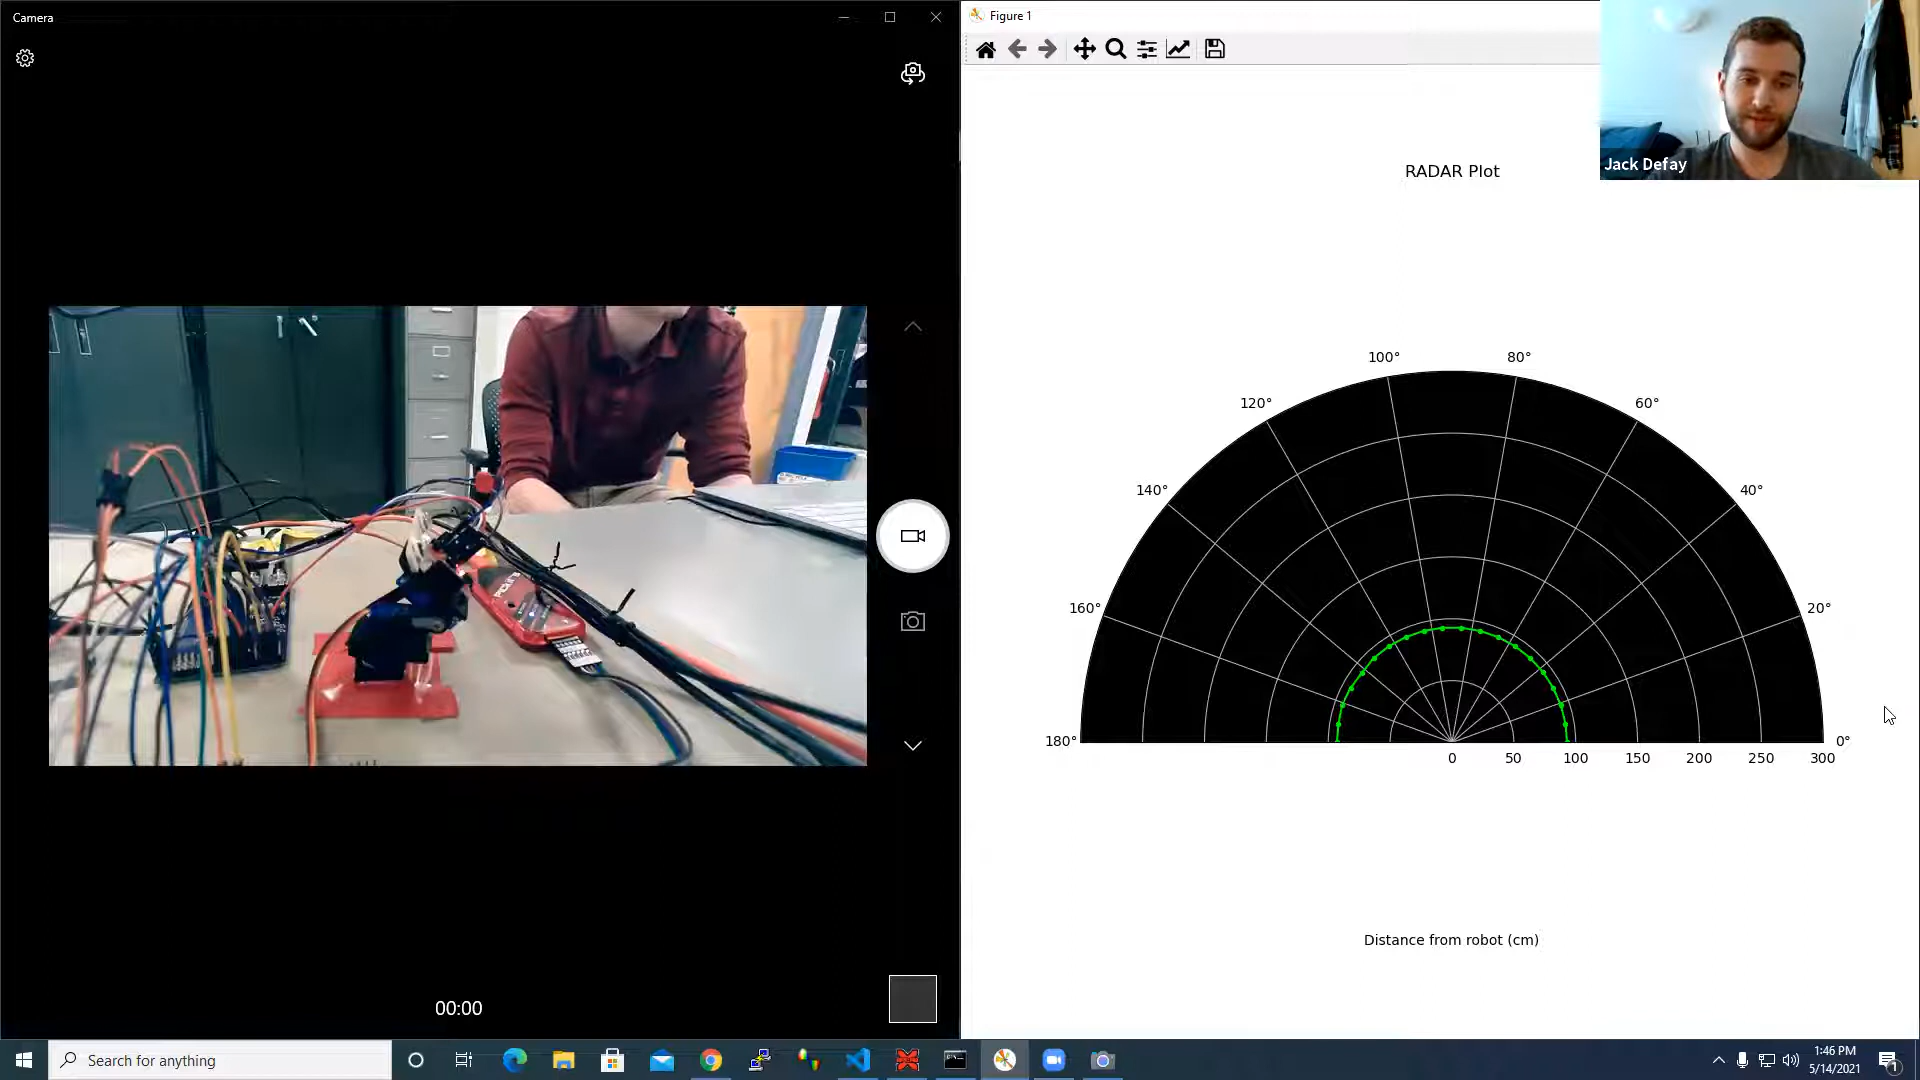 Camera
Figure 1
Jack Defay
RADAR Plot
100°
80°
120°
60°
140°
40°
160°
20°
180°
0°
0
50
100
150
200
250
300
Distance from robot (cm)
00:00
Search for anything
1:46 PM
5/14/2021
1